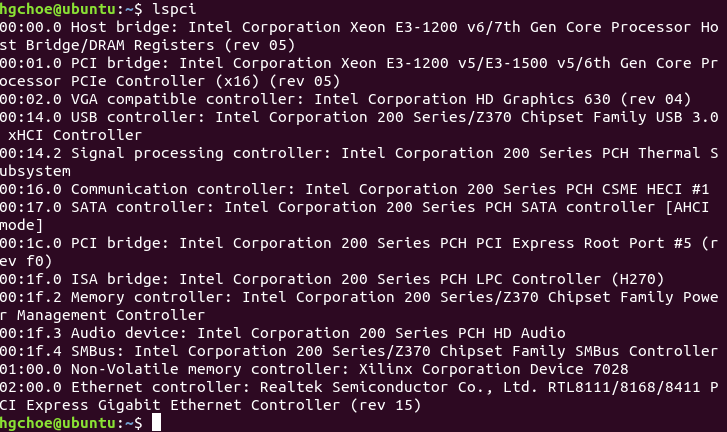 hgchoe@ubuntu:~$ lspci
00:00.0 Host bridge: Intel Corporation Xeon E3-1200 v6/7th Gen Core Processor Ho
st Bridge/DRAM Registers (rev 05)
00:01.0 PCI bridge: Intel Corporation Xeon E3-1200 v5/E3-1500 v5/6th Gen Core Pr
ocessor PCIe Controller (x16) (rev 05)
00:02.0 VGA compatible controller: Intel Corporation HD Graphics 630 (rev 04)
00:14.0 USB controller: Intel Corporation 200 Series/Z370 Chipset Family USB 3.0
 xHCI Controller
00:14.2 Signal processing controller: Intel Corporation 200 Series PCH Thermal S
ubsystem
00:16.0 Communication controller: Intel Corporation 200 Series PCH CSME HECI #1
00:17.0 SATA controller: Intel Corporation 200 Series PCH SATA controller [AHCI
mode]
00:1c.0 PCI bridge: Intel Corporation 200 Series PCH PCI Express Root Port #5 (r
ev f0)
00:1f.0 ISA bridge: Intel Corporation 200 Series PCH LPC Controller (H270)
00:1f.2 Memory controller: Intel Corporation 200 Series/Z370 Chipset Family Powe
r Management Controller
00:1f.3 Audio device: Intel Corporation 200 Series PCH HD Audio
00:1f.4 SMBus: Intel Corporation 200 Series/Z370 Chipset Family SMBus Controller
01:00.0 Non-Volatile memory controller: Xilinx Corporation Device 7028
02:00.0 Ethernet controller: Realtek Semiconductor Co., Ltd. RTL8111/8168/8411 P
CI Express Gigabit Ethernet Controller (rev 15)
hgchoe@ubuntu:~$